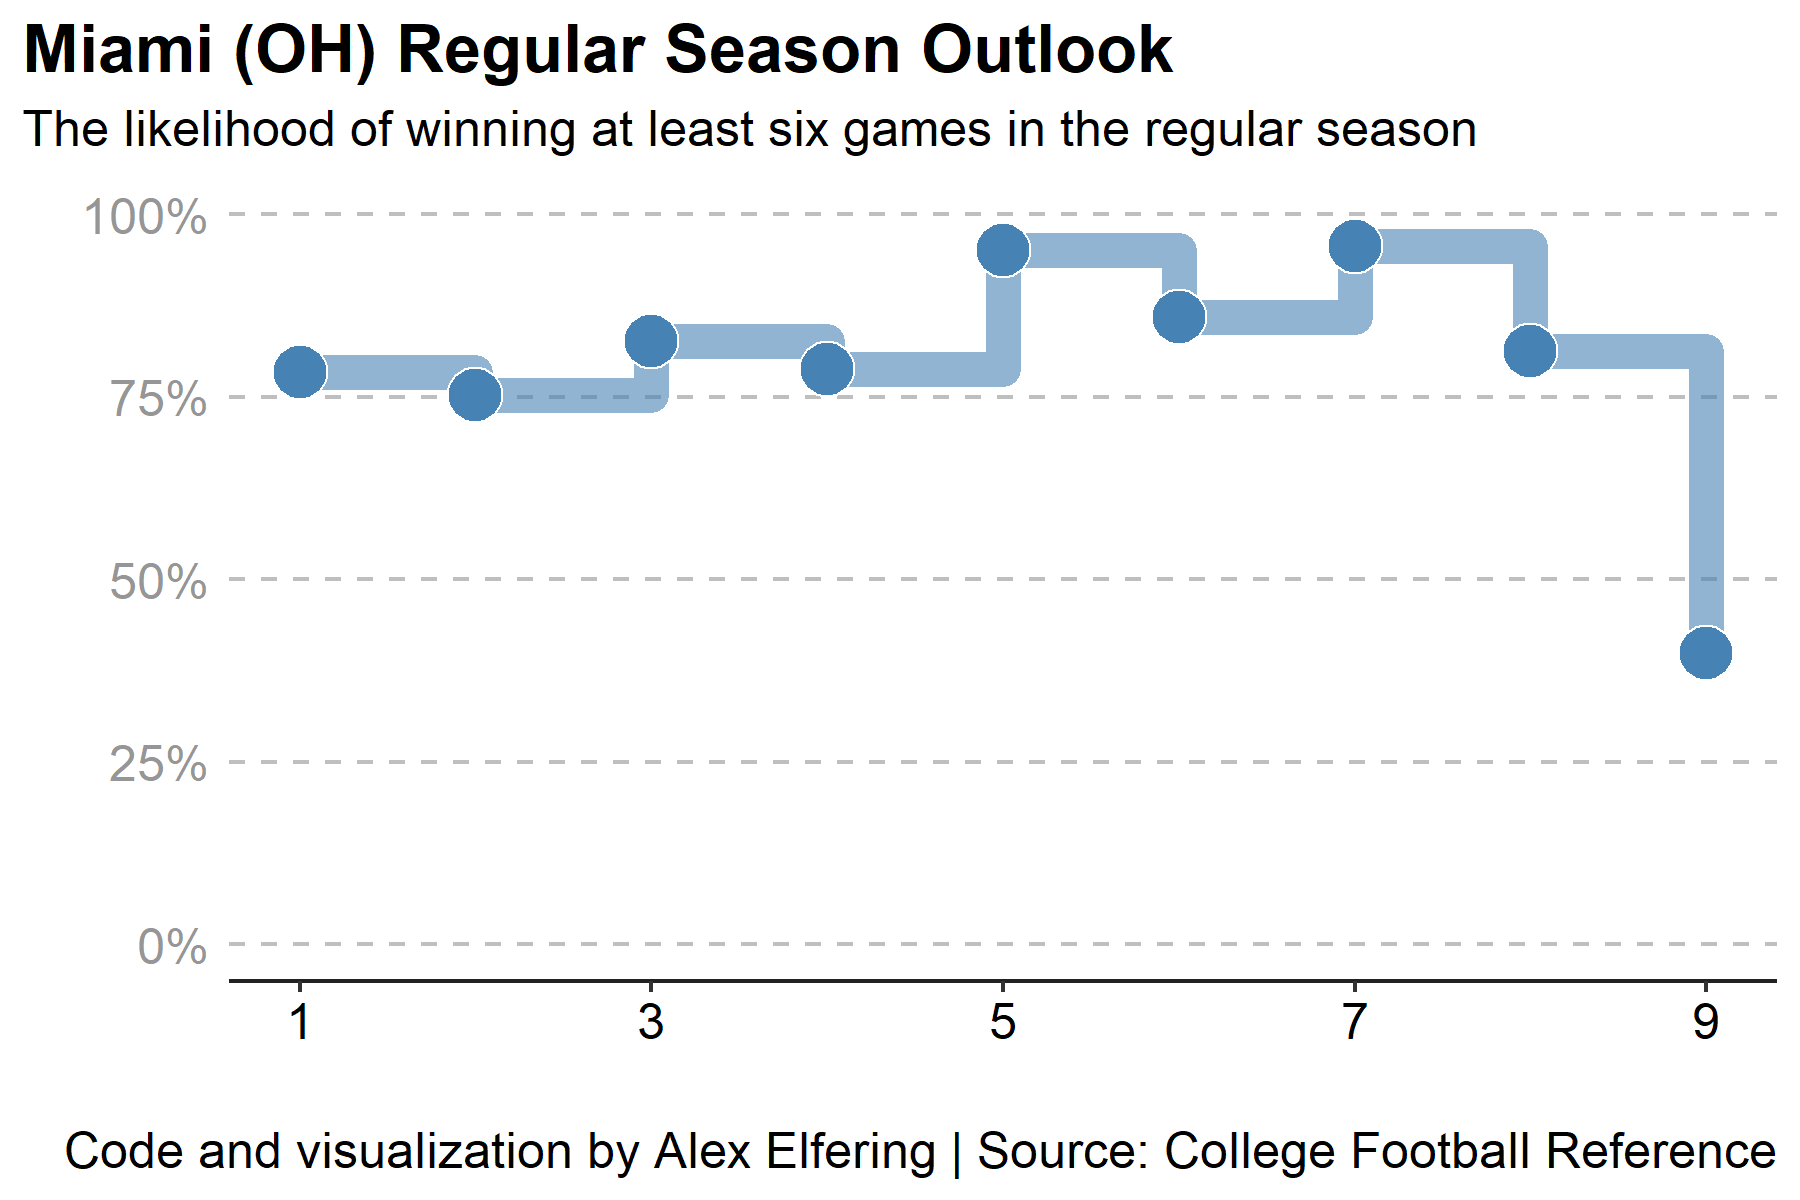 Miami (OH) Regular Season Outlook
The likelihood of winning at least six games in the regular season
100%
75%
50%
25%
0%
1 3 5 7 9
Code and visualization by Alex Elfering | Source: College Football Reference